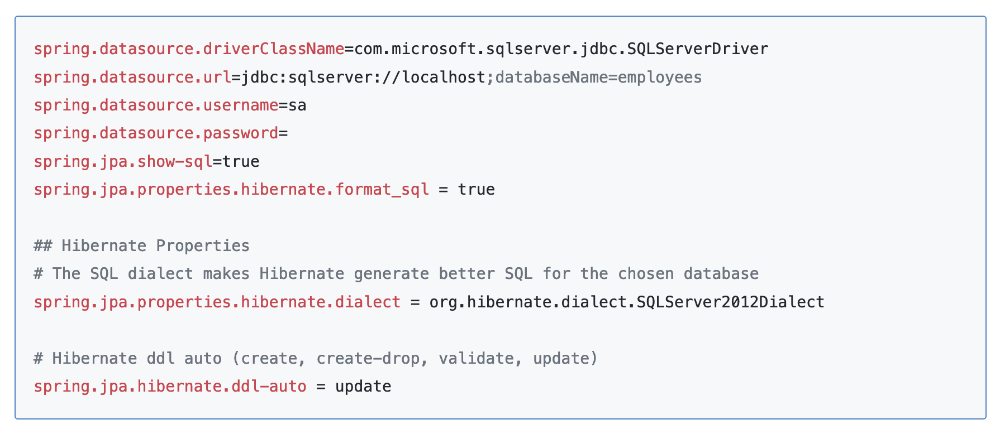 spring.datasource.driverClassName=com.microsoft.sqlserver.jdbc.SQLServerDriver
spring.datasource.url=jdbc:sqlserver://localhost;databaseName=employees
spring.datasource.username=sa
spring.datasource.password=
spring.jpa.show-sql=true
spring.jpa.properties.hibernate.format_sql = true
## Hibernate Properties
# The SQL dialect makes Hibernate generate better SQL for the chosen database
spring.jpa.properties.hibernate.dialect = org.hibernate.dialect.SQLServer2012Dialect
# Hibernate ddl auto (create, create-drop, validate, update)
spring.jpa.hibernate.ddl-auto = update